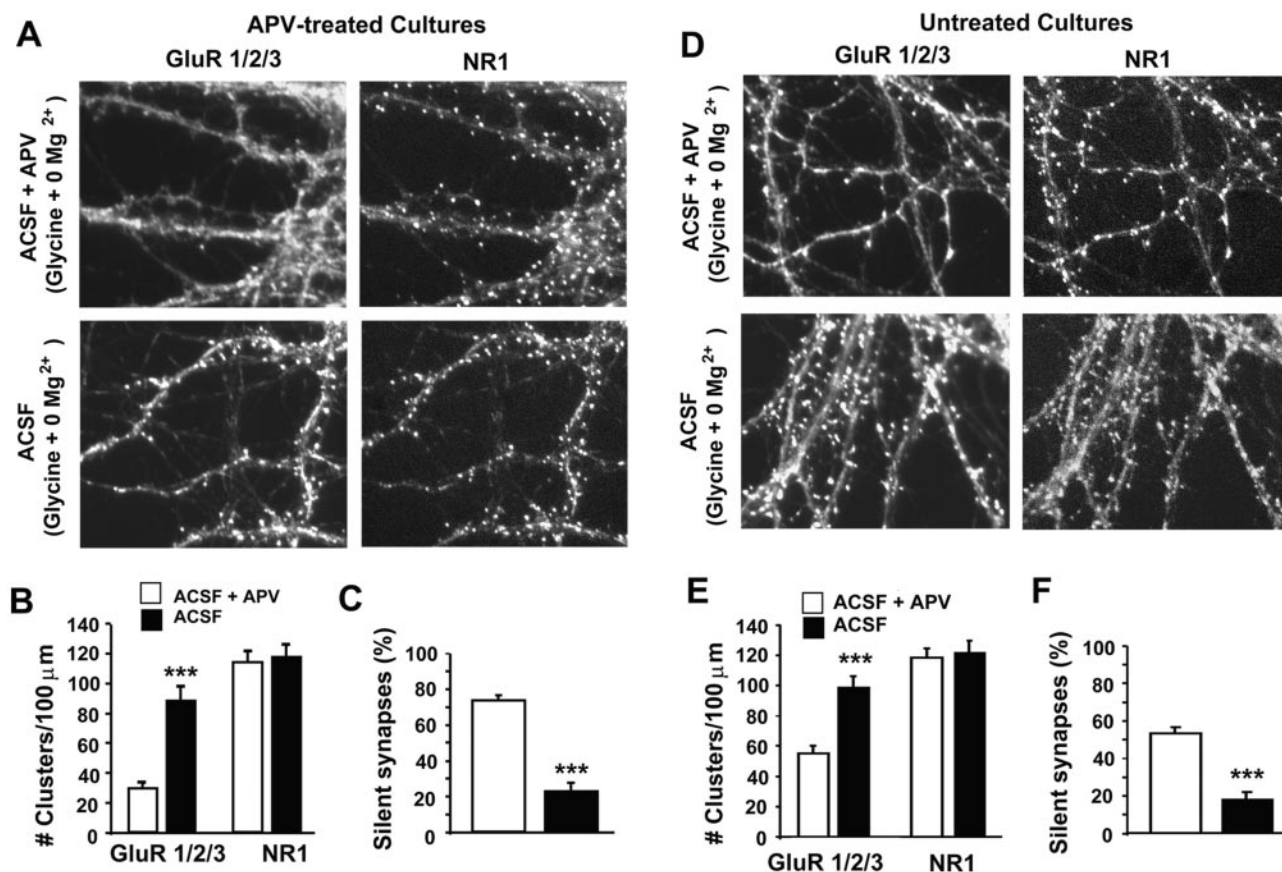 A
APV-treated Cultures
GluR 1/2/3
NR1
ACSF + APV
(Glycine + 0 Mg 2+)
ACSF
(Glycine + 0 Mg2+)
B
ACSF + APV
ACSF
# Clusters/100 μm
140
120
100
80
60
40
20
0
***
GluR 1/2/3
NR1
C
Silent synapses (%)
100
80
60
40
20
0
***
D
Untreated Cultures
GluR 1/2/3
NR1
ACSF + APV
(Glycine + 0 Mg 2+)
ACSF
(Glycine + 0 Mg2+)
E
ACSF + APV
ACSF
# Clusters/100 μm
140
120
100
80
60
40
20
0
***
GluR 1/2/3
NR1
F
Silent synapses (%)
100
80
60
40
20
0
***